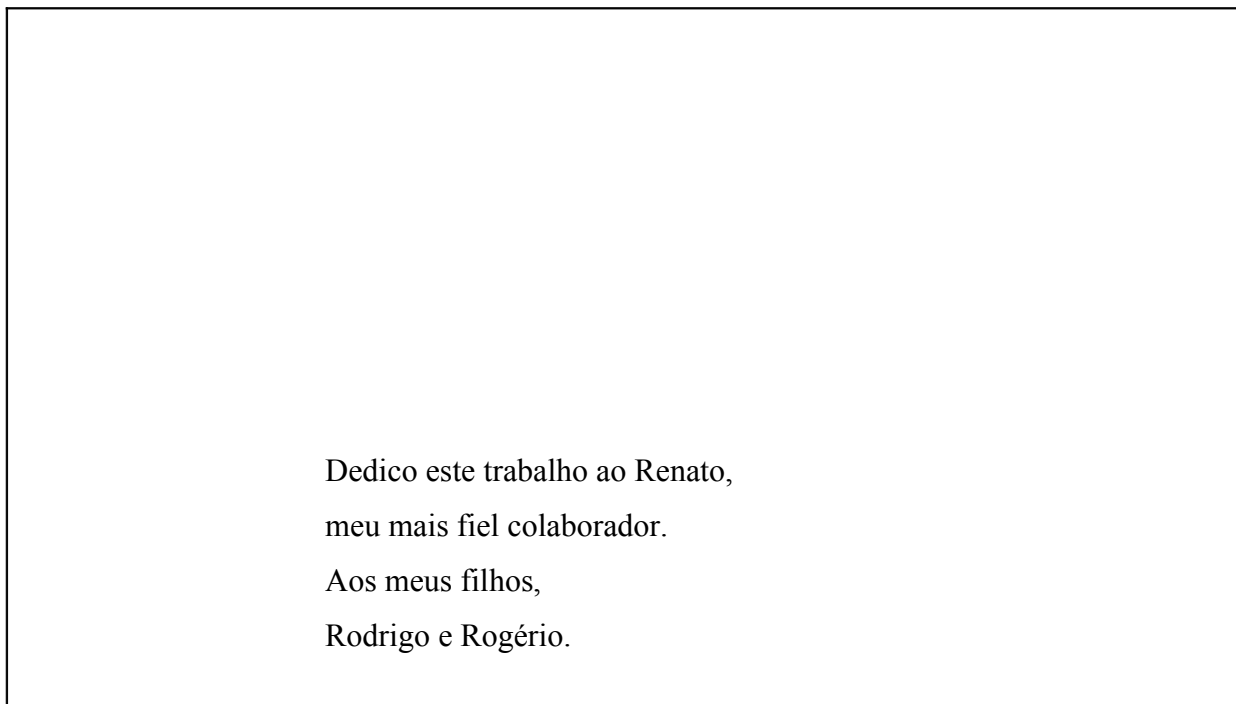 Dedico este trabalho ao Renato,
meu mais fiel colaborador.
Aos meus filhos,
Rodrigo e Rogério.